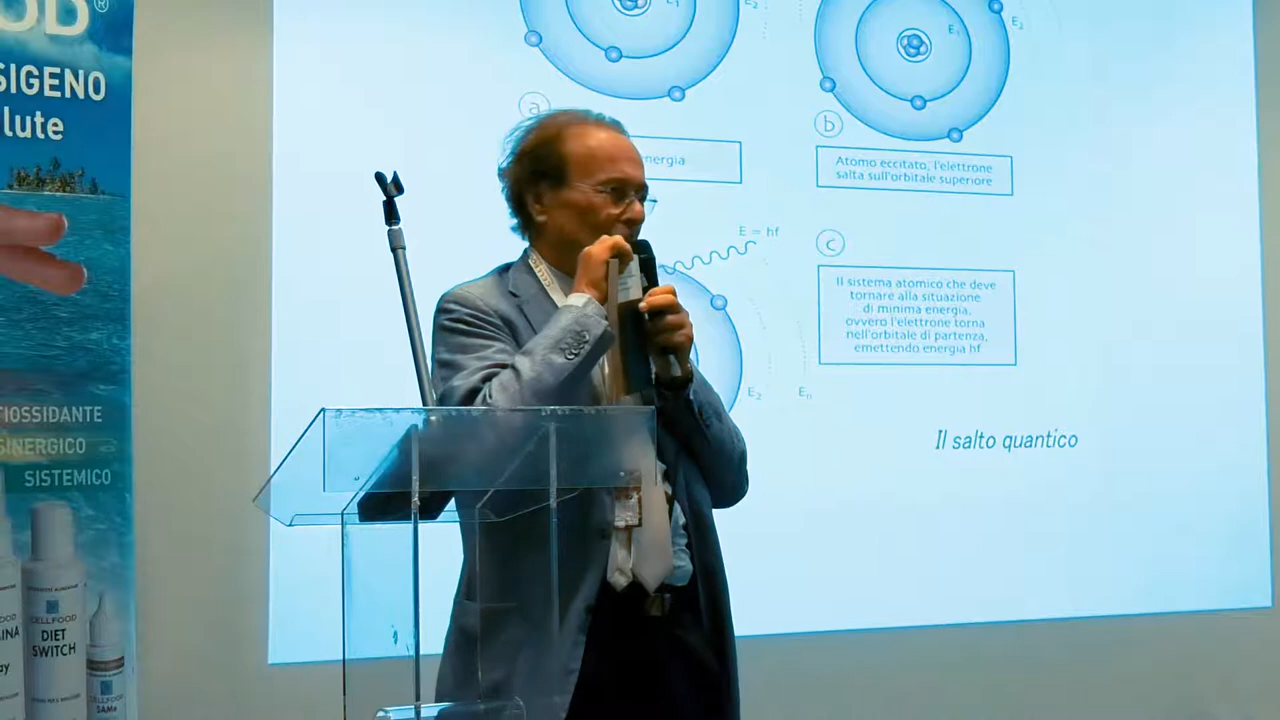 OD®
SIGENO
lute
TIOSSIDANTE
SINERGICO
SISTEMICO
CELLFOOD
DIET
SWITCH
CELLFOOD
SAMe
E₁
E₂
a
nergia
E₁
E₂
b
Atomo eccitato, l'elettrone
salta sull'orbitale superiore
E = hf
E₂
Eₙ
c
Il sistema atomico che deve
tornare alla situazione
di minima energia,
ovvero l'elettrone torna
nell'orbitale di partenza,
emettendo energia hf
Il salto quantico